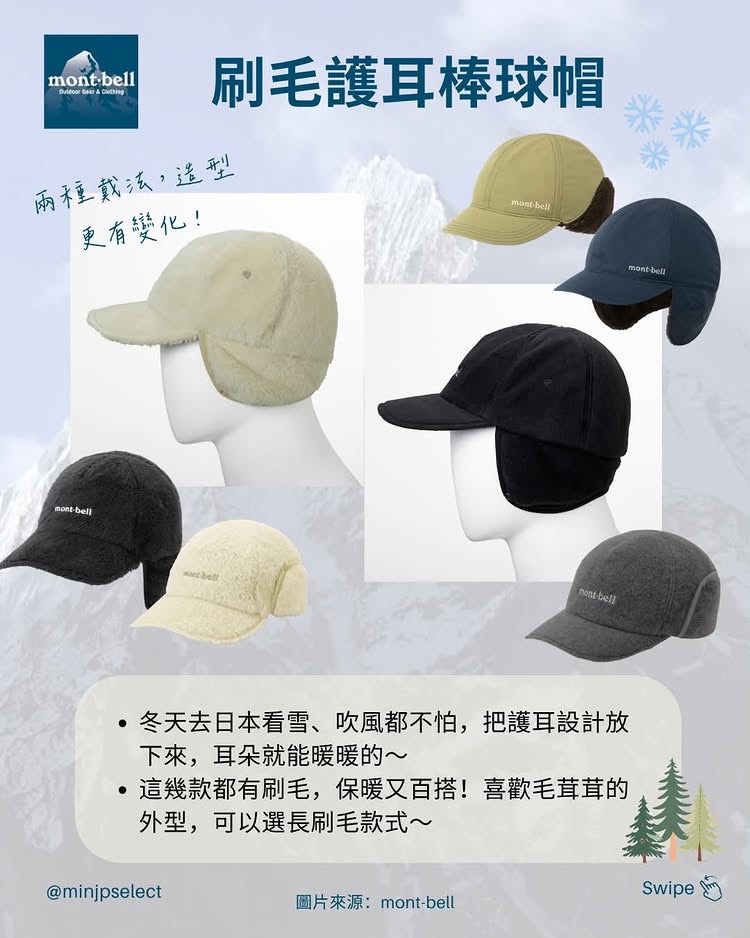 mont-bell
Outdoor Gear & Clothing
刷毛護耳棒球帽
兩種戴法，造型
更有變化！
mont-bell
mont-bell
mont-bell
mont-bell
mont-bell
• 冬天去日本看雪、吹風都不怕，把護耳設計放
下來，耳朵就能暖暖的～
• 這幾款都有刷毛，保暖又百搭！喜歡毛茸茸的
外型，可以選長刷毛款式～
@minjpselect
圖片來源：mont-bell
Swipe